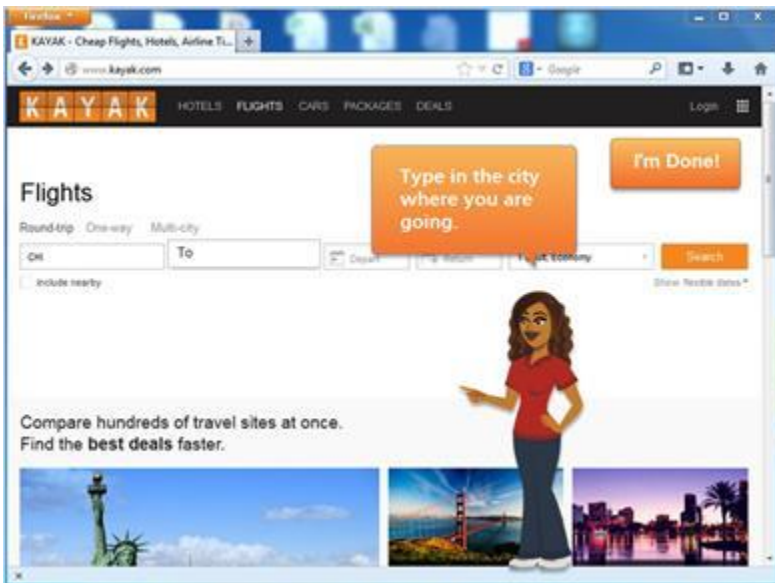 Firefox
KAYAK - Cheap Flights, Hotels, Airline Ti...
www.kayak.com
Google
KAYAK
HOTELS FLIGHTS CARS PACKAGES DEALS
Login
I'm Done!
Type in the city
where you are
going.
Flights
Round-trip One-way Multi-city
CHI
To
Depart
Return
Economy
Search
Include nearby
Show flexible dates
Compare hundreds of travel sites at once.
Find the best deals faster.